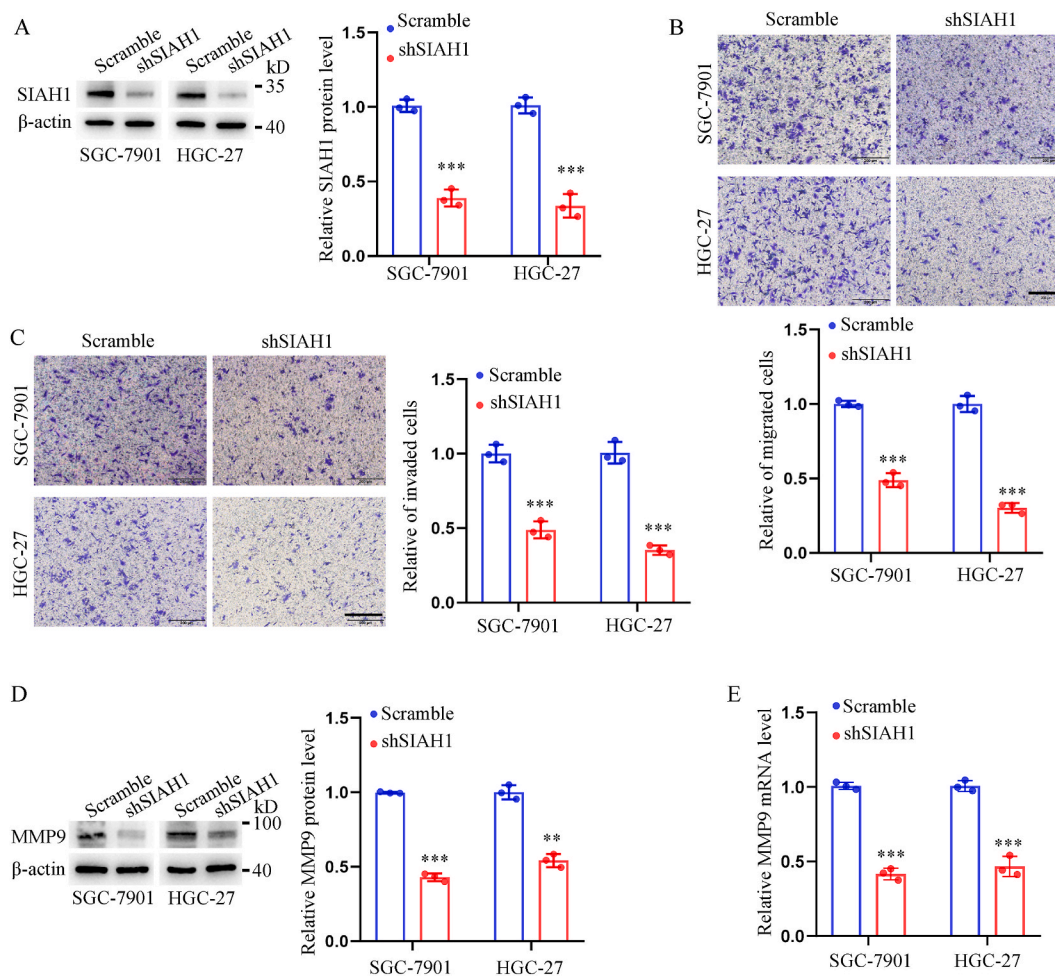 A
Scramble
shSIAH1
Scramble
shSIAH1
kD
35
SIAH1
β-actin
40
SGC-7901
HGC-27
Scramble
shSIAH1
Relative SIAH1 protein level
1.5
1.0
0.5
0.0
***
***
SGC-7901
HGC-27
B
Scramble
shSIAH1
SGC-7901
HGC-27
Scramble
shSIAH1
Relative of migrated cells
1.5
1.0
0.5
0.0
***
***
SGC-7901
HGC-27
C
Scramble
shSIAH1
SGC-7901
HGC-27
Scramble
shSIAH1
Relative of invaded cells
1.5
1.0
0.5
0.0
***
***
SGC-7901
HGC-27
D
Scramble
shSIAH1
Scramble
shSIAH1
kD
100
MMP9
β-actin
40
SGC-7901
HGC-27
Scramble
shSIAH1
Relative MMP9 protein level
1.5
1.0
0.5
0.0
***
**
SGC-7901
HGC-27
E
Scramble
shSIAH1
Relative MMP9 mRNA level
1.5
1.0
0.5
0.0
***
***
SGC-7901
HGC-27